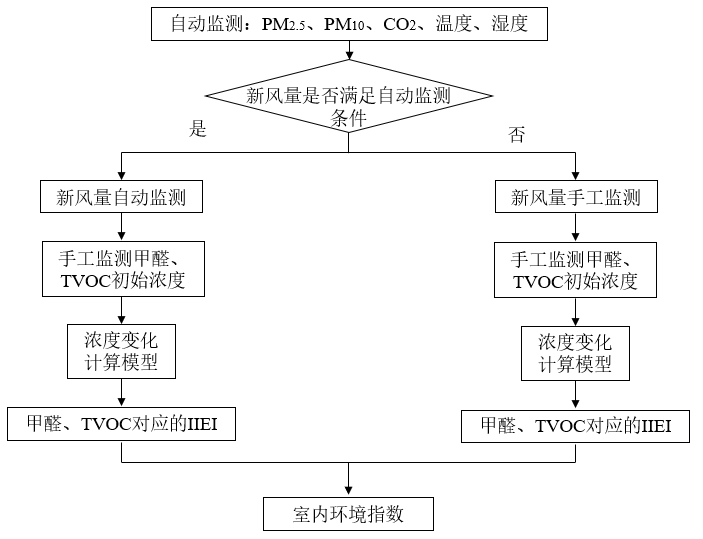 自动监测：PM2.5、PM10、CO2、温度、湿度
新风量是否满足自动监测
条件
是
否
新风量自动监测
新风量手工监测
手工监测甲醛、
TVOC初始浓度
手工监测甲醛、
TVOC初始浓度
浓度变化
计算模型
浓度变化
计算模型
甲醛、TVOC对应的IIEI
甲醛、TVOC对应的IIEI
室内环境指数